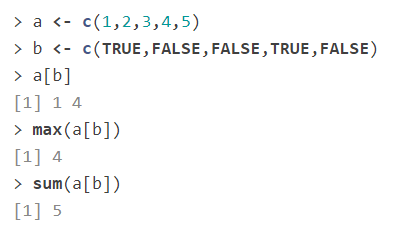 > a <- c(1,2,3,4,5)
> b <- c(TRUE,FALSE,FALSE,TRUE,FALSE)
> a[b]
[1] 1 4
> max(a[b])
[1] 4
> sum(a[b])
[1] 5